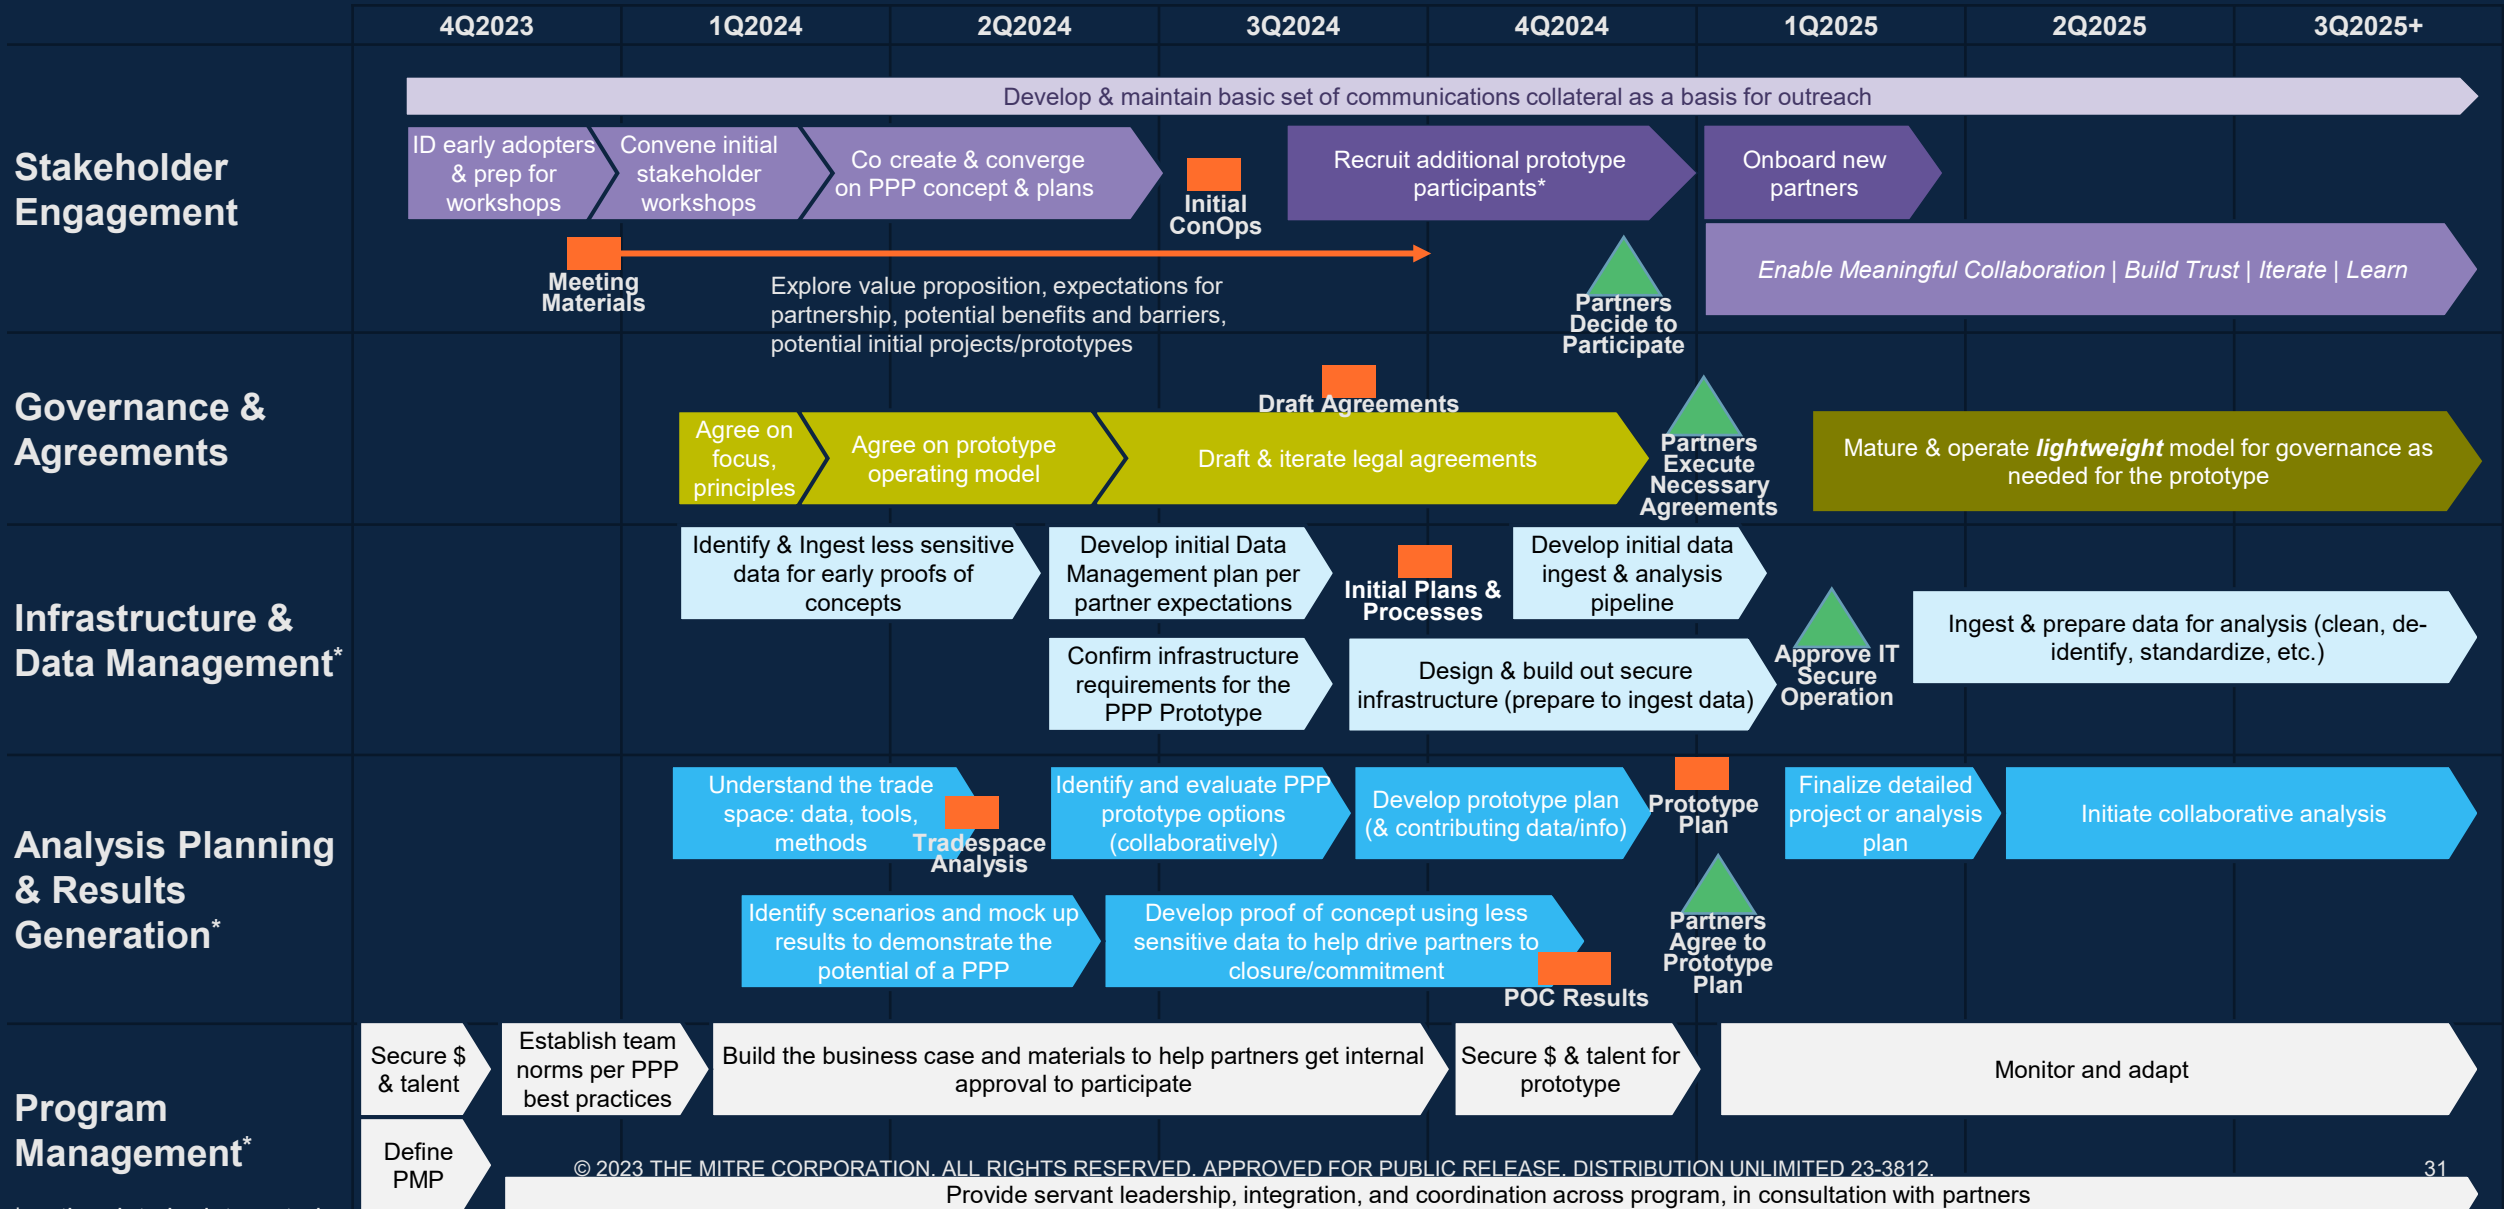 4Q2023 1Q2024 2Q2024 3Q2024 4Q2024 1Q2025 2Q2025 3Q2025+
Stakeholder
Engagement
Develop & maintain basic set of communications collateral as a basis for outreach
ID early adopters
& prep for
workshops
Convene initial
stakeholder
workshops
Co create & converge
on PPP concept & plans
Initial
ConOps
Recruit additional prototype
participants*
Onboard new
partners
Meeting
Materials
Explore value proposition, expectations for
partnership, potential benefits and barriers,
potential initial projects/prototypes
Partners
Decide to
Participate
Enable Meaningful Collaboration | Build Trust | Iterate | Learn
Governance &
Agreements
Agree on
focus,
principles
Agree on prototype
operating model
Draft Agreements
Draft & iterate legal agreements
Partners
Execute
Necessary
Agreements
Mature & operate lightweight model for governance as
needed for the prototype
Infrastructure &
Data Management*
Identify & Ingest less sensitive
data for early proofs of
concepts
Develop initial Data
Management plan per
partner expectations
Initial Plans &
Processes
Develop initial data
ingest & analysis
pipeline
Confirm infrastructure
requirements for the
PPP Prototype
Design & build out secure
infrastructure (prepare to ingest data)
Approve IT
Secure
Operation
Ingest & prepare data for analysis (clean, de-
identify, standardize, etc.)
Analysis Planning
& Results
Generation*
Understand the trade
space: data, tools,
methods
Tradespace
Analysis
Identify and evaluate PPP
prototype options
(collaboratively)
Develop prototype plan
(& contributing data/info)
Prototype
Plan
Finalize detailed
project or analysis
plan
Initiate collaborative analysis
Identify scenarios and mock up
results to demonstrate the
potential of a PPP
Develop proof of concept using less
sensitive data to help drive partners to
closure/commitment
POC Results
Partners
Agree to
Prototype
Plan
Program
Management*
Secure $
& talent
Establish team
norms per PPP
best practices
Build the business case and materials to help partners get internal
approval to participate
Secure $ & talent for
prototype
Monitor and adapt
Define
PMP
© 2023 THE MITRE CORPORATION. ALL RIGHTS RESERVED. APPROVED FOR PUBLIC RELEASE. DISTRIBUTION UNLIMITED 23-3812.
31
Provide servant leadership, integration, and coordination across program, in consultation with partners